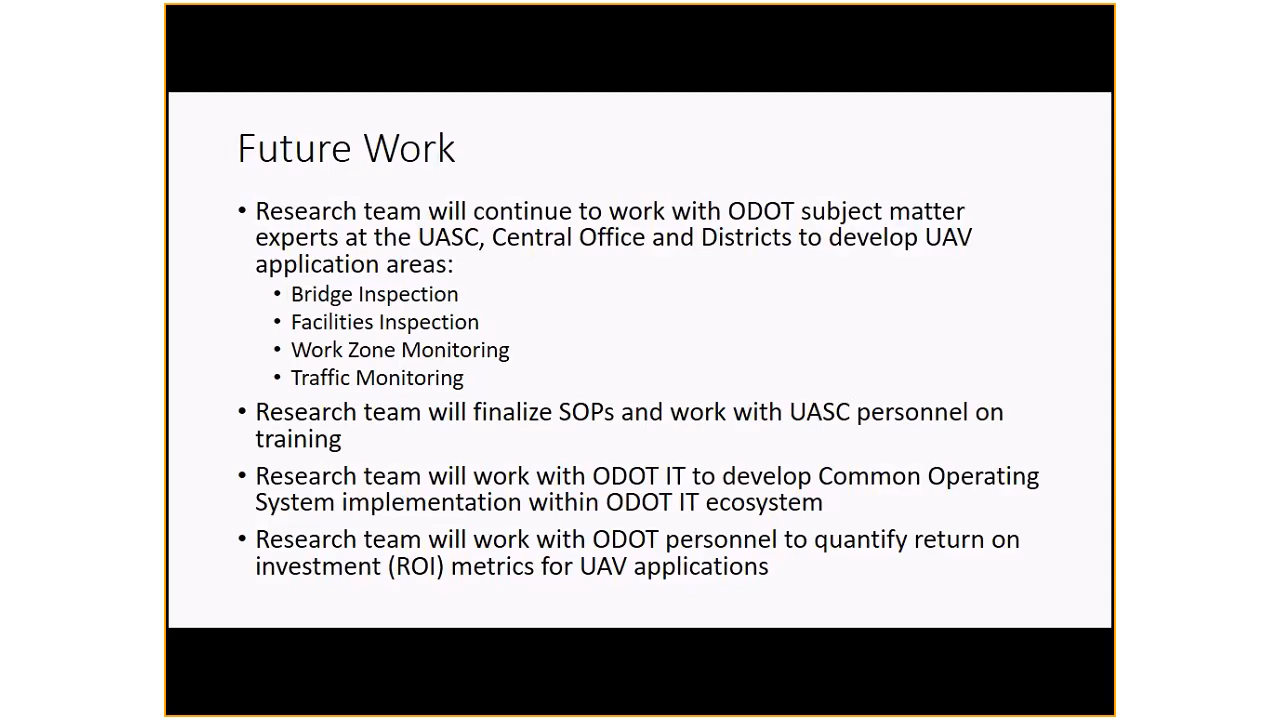 Future Work
• Research team will continue to work with ODOT subject matter
experts at the UASC, Central Office and Districts to develop UAV
application areas:
• Bridge Inspection
• Facilities Inspection
• Work Zone Monitoring
• Traffic Monitoring
• Research team will finalize SOPs and work with UASC personnel on
training
• Research team will work with ODOT IT to develop Common Operating
System implementation within ODOT IT ecosystem
• Research team will work with ODOT personnel to quantify return on
investment (ROI) metrics for UAV applications